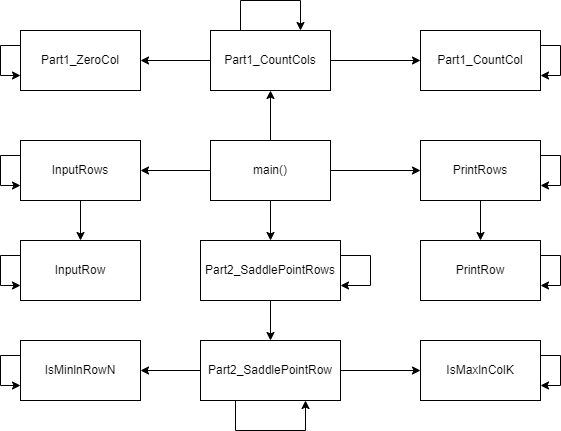 Part1_ZeroCol
Part1_CountCols
Part1_CountCol
InputRows
main()
PrintRows
InputRow
Part2_SaddlePointRows
PrintRow
IsMinInRowN
Part2_SaddlePointRow
IsMaxInColK